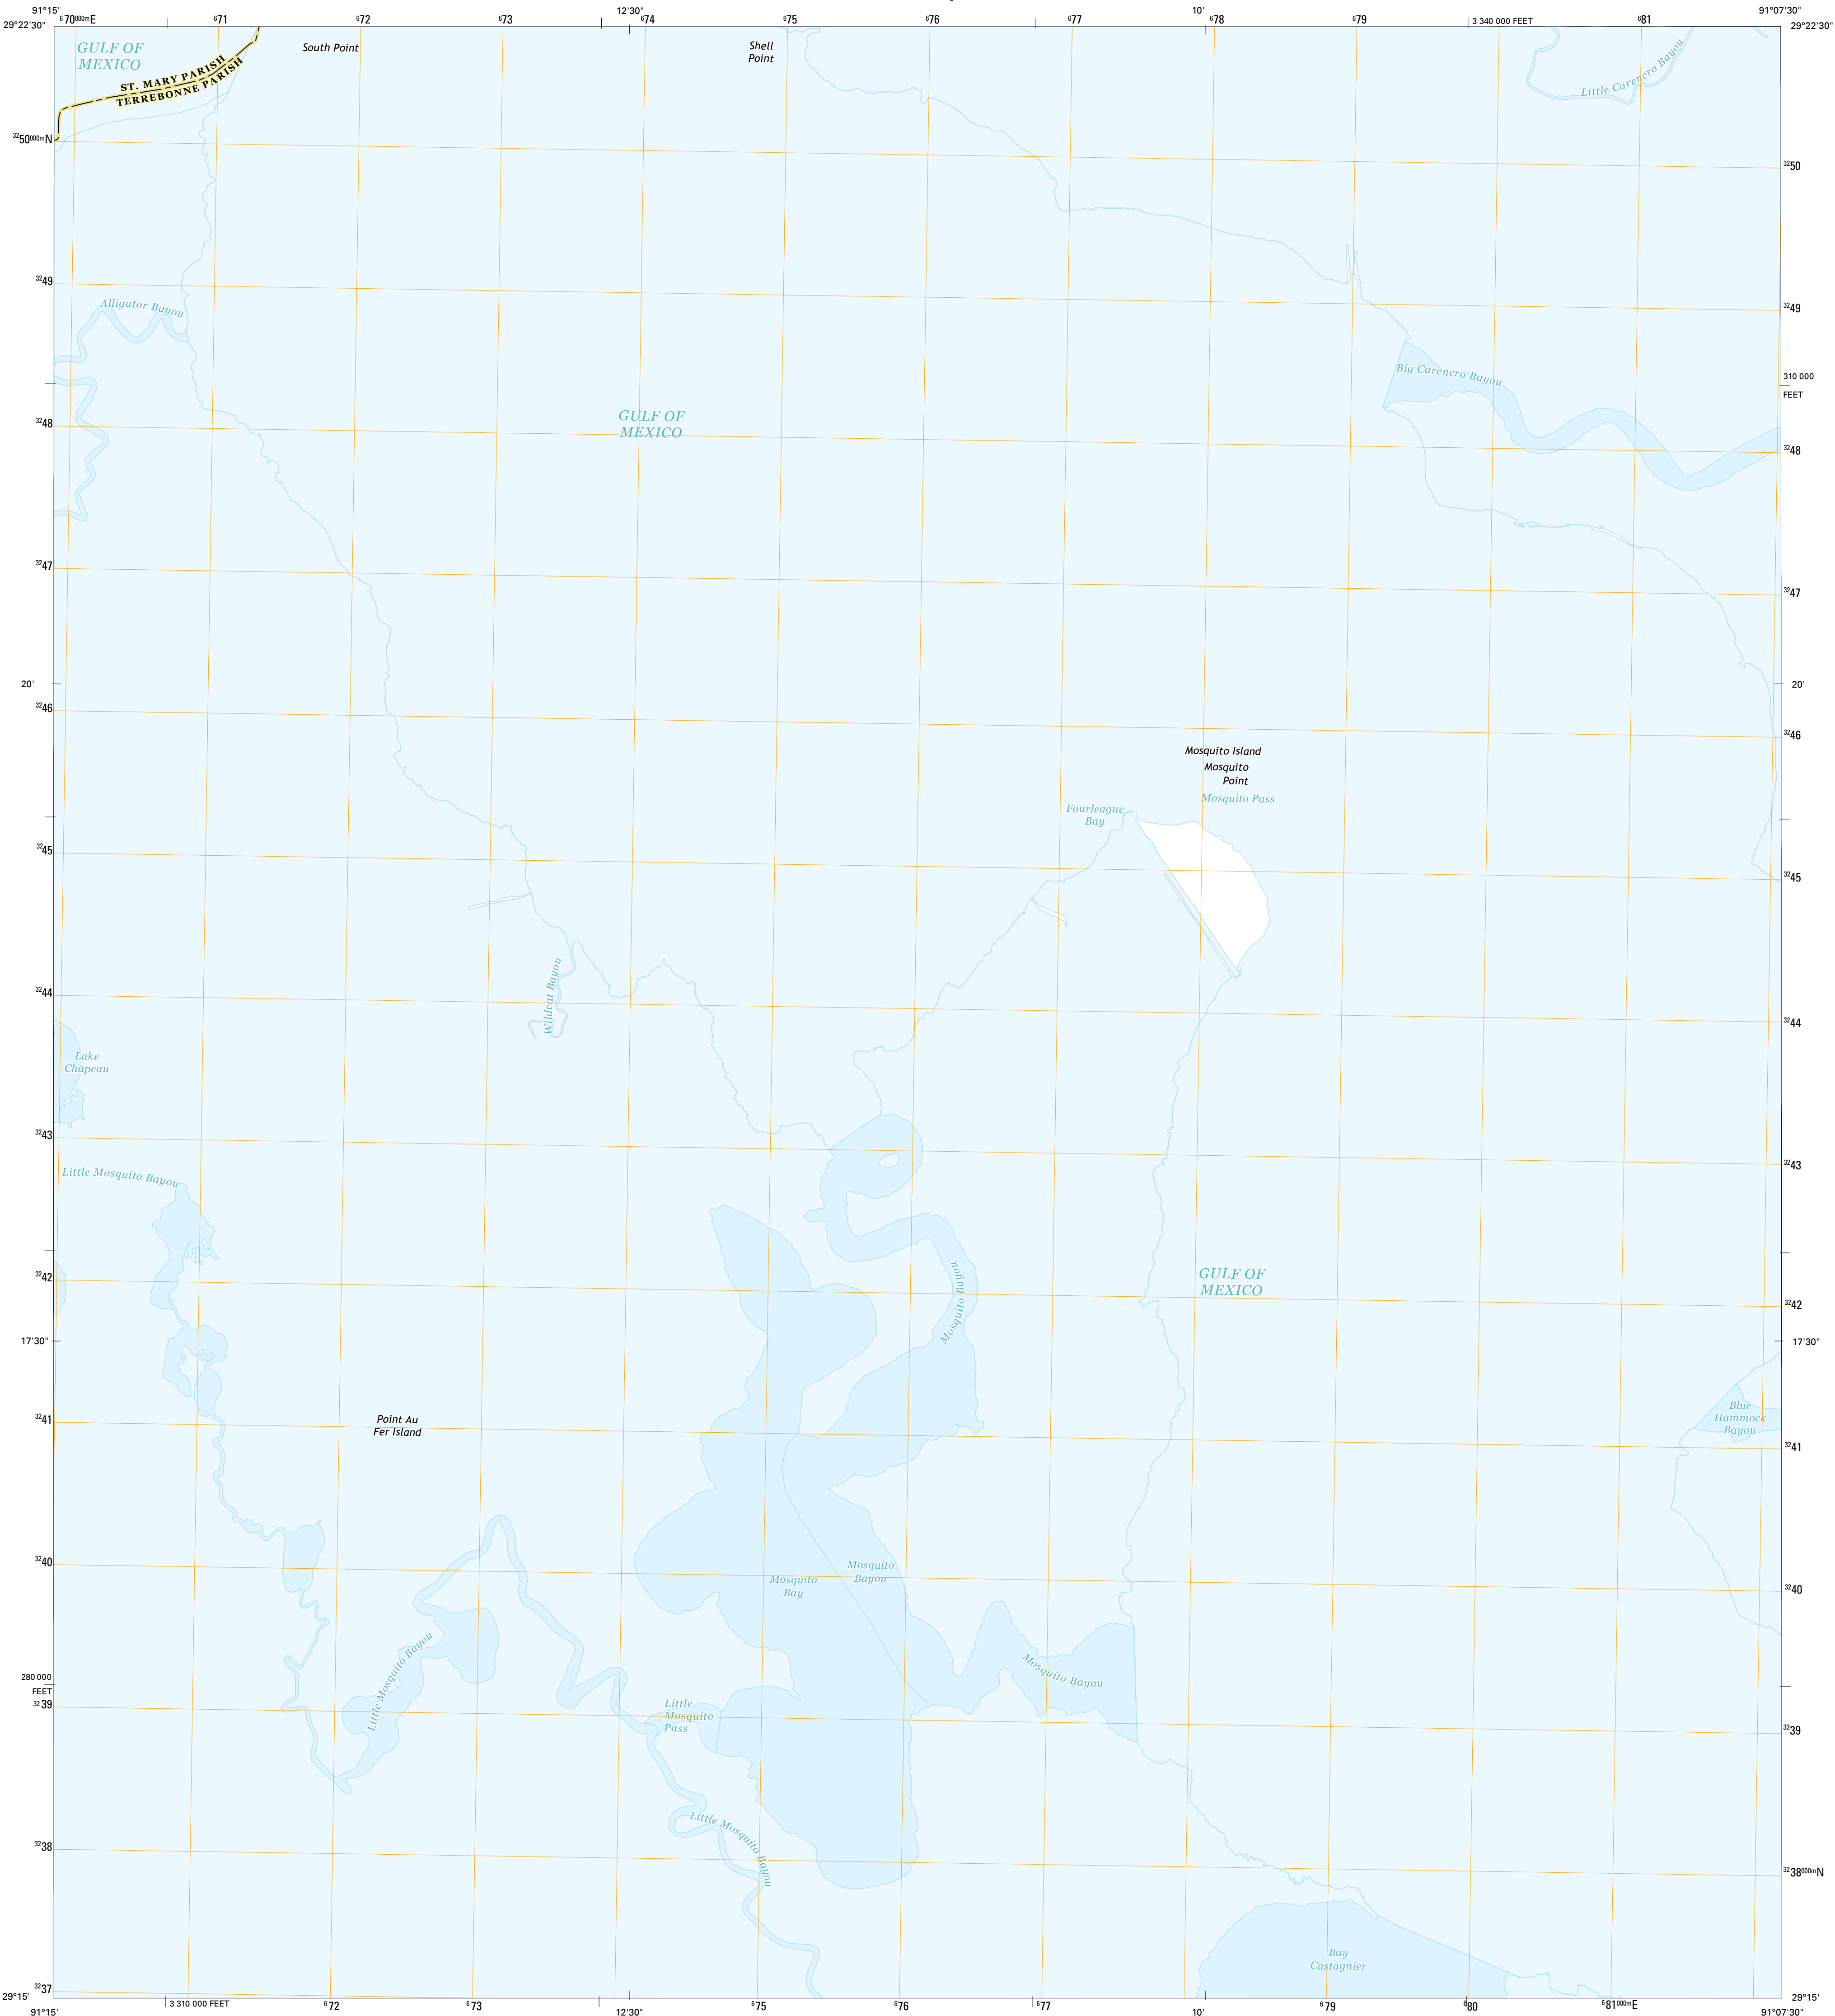 91°15'
12'30"
10'
91°07'30"
29°22'30"
⁶70⁰⁰⁰ᵐE
⁶71
⁶72
⁶73
⁶74
⁶75
⁶76
⁶77
⁶78
⁶79
3 340 000 FEET
⁶81
29°22'30"
GULF OF
MEXICO
South Point
Shell
Point
Little Carencro Bayou
ST. MARY PARISH
TERREBONNE PARISH
³²50⁰⁰⁰ᵐN
³²50
³²49
³²49
Alligator Bayou
Big Carencro Bayou
310 000
FEET
GULF OF
MEXICO
³²48
³²48
³²47
³²47
20'
20'
³²46
³²46
Mosquito Island
Mosquito
Point
Mosquito Pass
Fourleague
Bay
³²45
³²45
Wildcat Bayou
³²44
³²44
Lake
Chapeau
³²43
³²43
Little Mosquito Bayou
Mosquito Bayou
GULF OF
MEXICO
³²42
³²42
17'30"
17'30"
Point Au
Fer Island
Blue
Hammock
Bayou
³²41
³²41
Mosquito
Bay
Mosquito
Bayou
³²40
³²40
Little Mosquito Bayou
Mosquito Bayou
280 000
FEET
Little
Mosquito
Pass
³²39
³²39
Little Mosquito Bayou
³²38
³²38⁰⁰⁰ᵐN
Bay
Castagnier
³²37
29°15'
29°15'
91°15'
3 310 000 FEET
⁶72
⁶73
12'30"
⁶75
⁶76
⁶77
10'
⁶79
⁶80
⁶81⁰⁰⁰ᵐE
91°07'30"